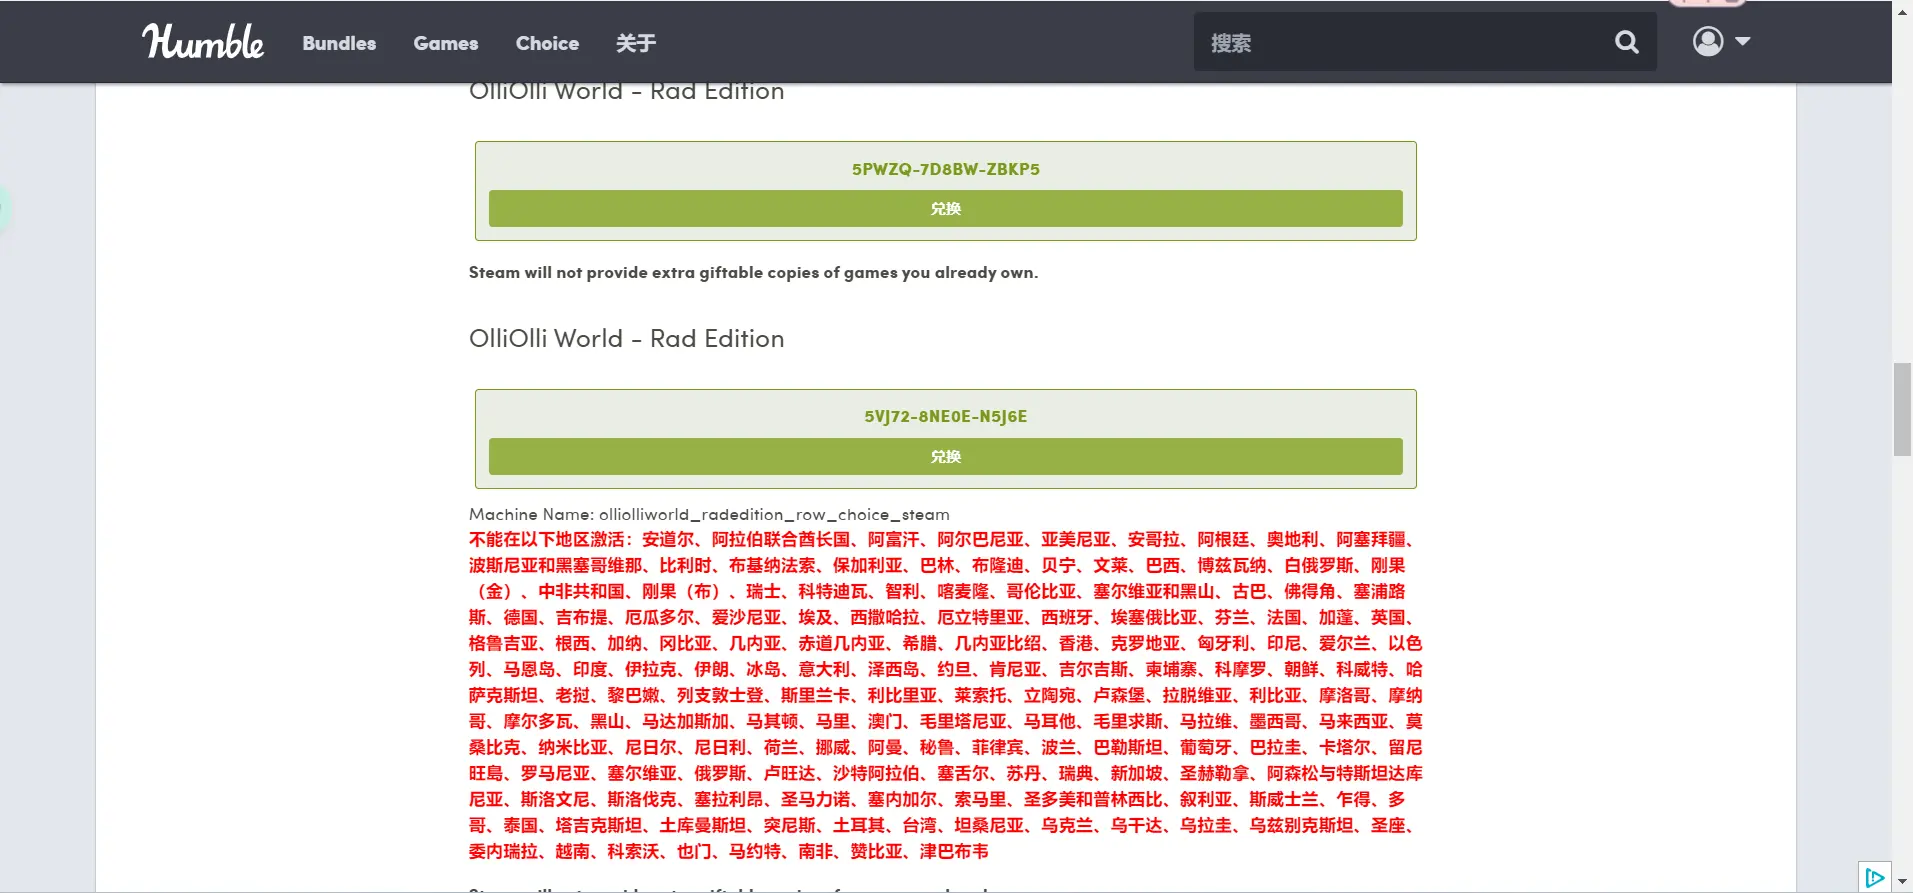 Humble Bundles Games Choice 关于 搜索
OlliOlli World - Rad Edition
5PWZQ-7D8BW-ZBKP5
兑换
Steam will not provide extra giftable copies of games you already own.
OlliOlli World - Rad Edition
5VJ72-8NE0E-N5J6E
兑换
Machine Name: olliolliworld_radedition_row_choice_steam
不能在以下地区激活：安道尔、阿拉伯联合酋长国、阿富汗、阿尔巴尼亚、亚美尼亚、安哥拉、阿根廷、奥地利、阿塞拜疆、
波斯尼亚和黑塞哥维那、比利时、布基纳法索、保加利亚、巴林、布隆迪、贝宁、文莱、巴西、博兹瓦纳、白俄罗斯、刚果
（金）、中非共和国、刚果（布）、瑞士、科特迪瓦、智利、喀麦隆、哥伦比亚、塞尔维亚和黑山、古巴、佛得角、塞浦路
斯、德国、吉布提、厄瓜多尔、爱沙尼亚、埃及、西撒哈拉、厄立特里亚、西班牙、埃塞俄比亚、芬兰、法国、加蓬、英国、
格鲁吉亚、根西、加纳、冈比亚、几内亚、赤道几内亚、希腊、几内亚比绍、香港、克罗地亚、匈牙利、印尼、爱尔兰、以色
列、马恩岛、印度、伊拉克、伊朗、冰岛、意大利、泽西岛、约旦、肯尼亚、吉尔吉斯、柬埔寨、科摩罗、朝鲜、科威特、哈
萨克斯坦、老挝、黎巴嫩、列支敦士登、斯里兰卡、利比里亚、莱索托、立陶宛、卢森堡、拉脱维亚、利比亚、摩洛哥、摩纳
哥、摩尔多瓦、黑山、马达加斯加、马其顿、马里、澳门、毛里塔尼亚、马耳他、毛里求斯、马拉维、墨西哥、马来西亚、莫
桑比克、纳米比亚、尼日尔、尼日利、荷兰、挪威、阿曼、秘鲁、菲律宾、波兰、巴勒斯坦、葡萄牙、巴拉圭、卡塔尔、留尼
旺島、罗马尼亚、塞尔维亚、俄罗斯、卢旺达、沙特阿拉伯、塞舌尔、苏丹、瑞典、新加坡、圣赫勒拿、阿森松与特斯坦达库
尼亚、斯洛文尼、斯洛伐克、塞拉利昂、圣马力诺、塞内加尔、索马里、圣多美和普林西比、叙利亚、斯威士兰、乍得、多
哥、泰国、塔吉克斯坦、土库曼斯坦、突尼斯、土耳其、台湾、坦桑尼亚、乌克兰、乌干达、乌拉圭、乌兹别克斯坦、圣座、
委内瑞拉、越南、科索沃、也门、马约特、南非、赞比亚、津巴布韦